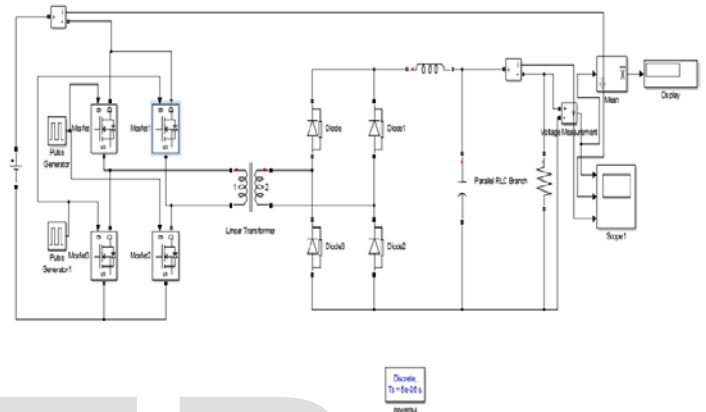 Mosfet
Mosfet1
Pulse
Generator
Diode
Diode1
Mean
Display
Voltage Measurement
1
2
Linear Transformer
Parallel RLC Branch
Scope1
Pulse
Generator1
Mosfet3
Mosfet2
Diode3
Diode2
Discrete,